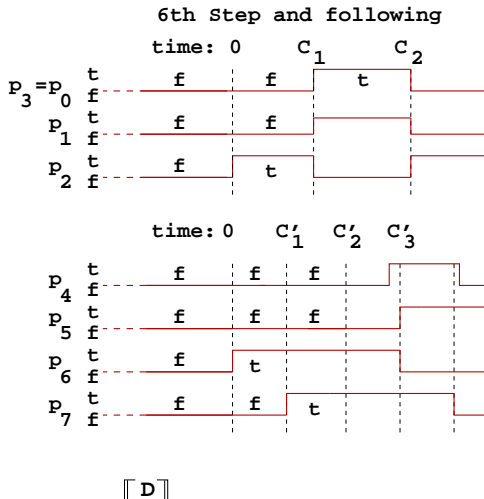 6th Step and following
time: 0 C₁ C₂
p₃=p₀ t f f f t
p₁ t f f f
p₂ t f f t
time: 0 C′₁ C′₂ C′₃
p₄ t f f f f
p₅ t f f f f
p₆ t f f t
p₇ t f f f t
⟦D⟧